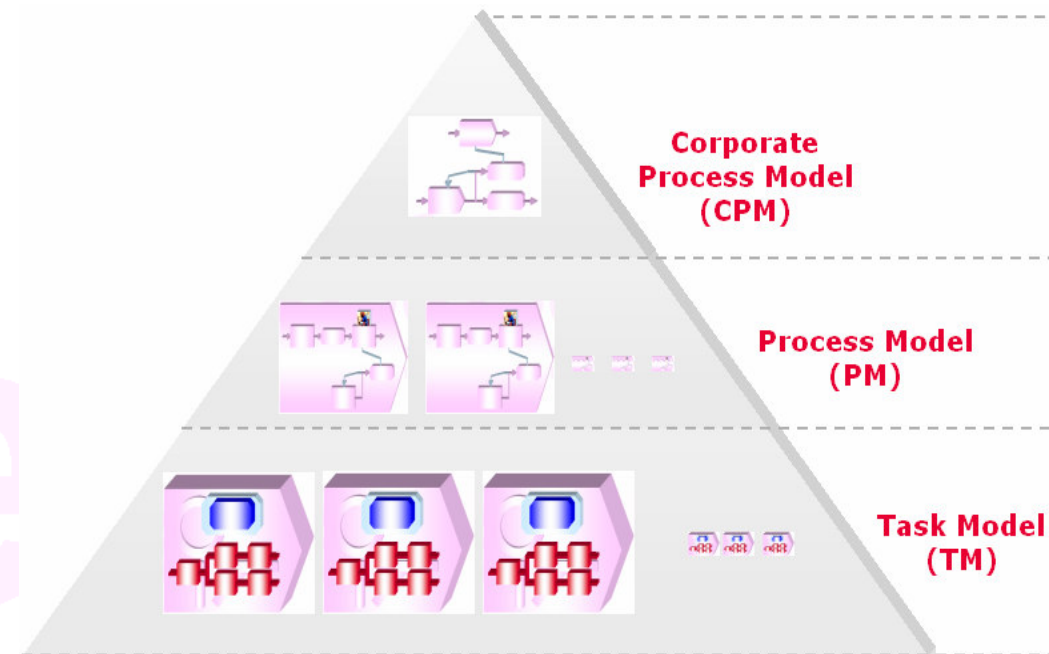 Corporate
Process Model
(CPM)
Process Model
(PM)
Task Model
(TM)